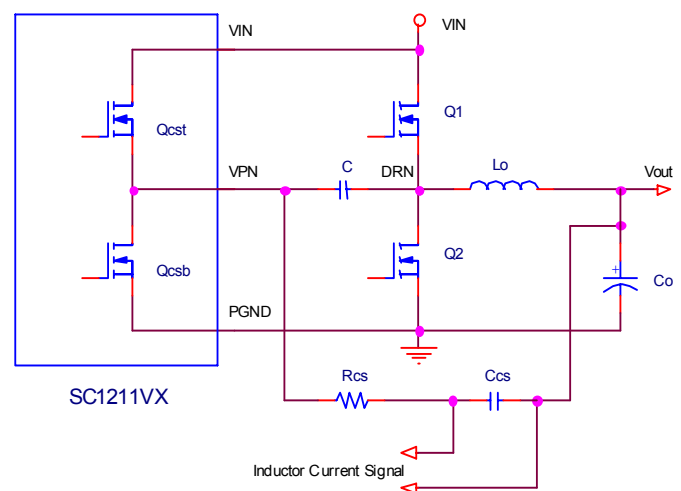 VIN
VIN
Qcst
Q1
VPN
C
DRN
Lo
Vout
Qcsb
Q2
Co
+
PGND
SC1211VX
Rcs
Ccs
Inductor Current Signal